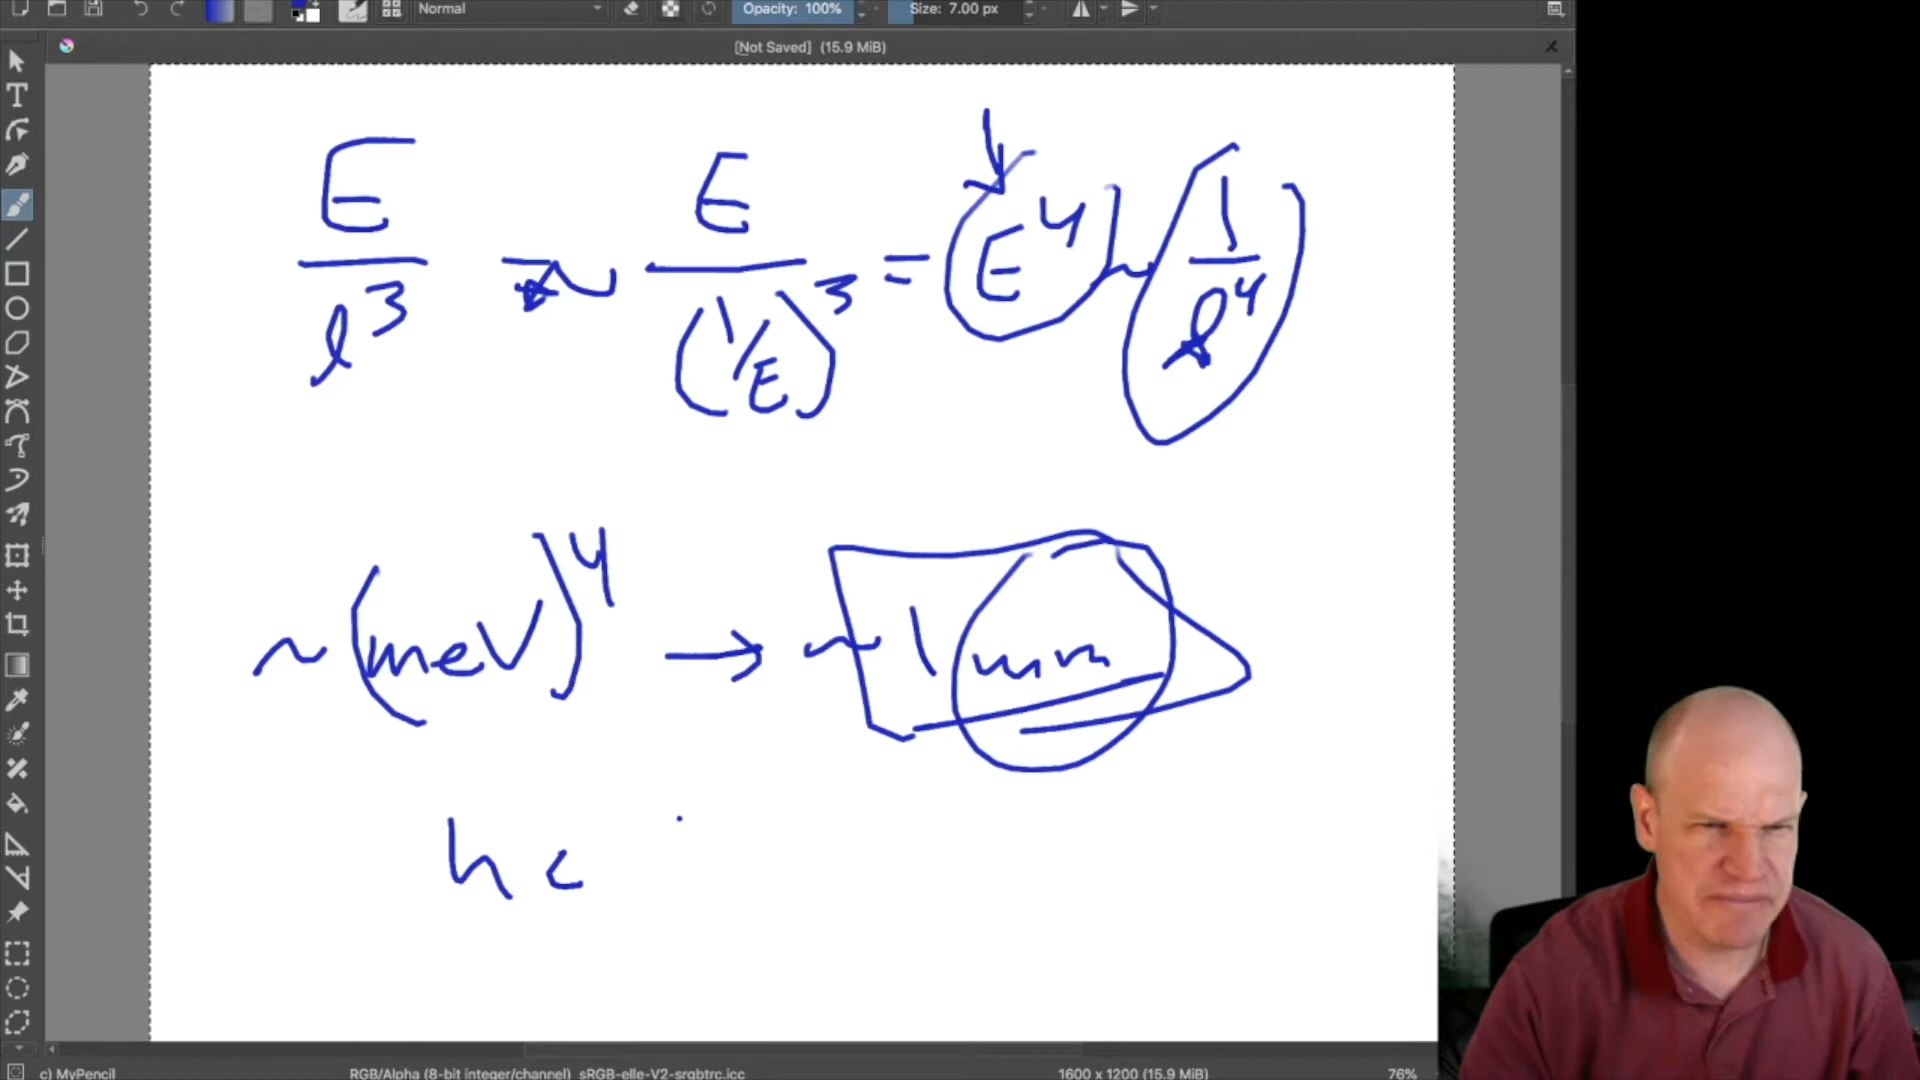 Normal Opacity: 100% Size: 7.00 px
[Not Saved] (15.9 MiB)
E/l³ ~ E/(1/E)³ = E⁴ ~ 1/l⁴
~(meV)⁴ → ~ 1 mm
h c
c) MyPencil RGB/Alpha (8-bit integer/channel) sRGB-elle-V2-srgbtrc.icc 1600 x 1200 (15.9 MiB) 76%